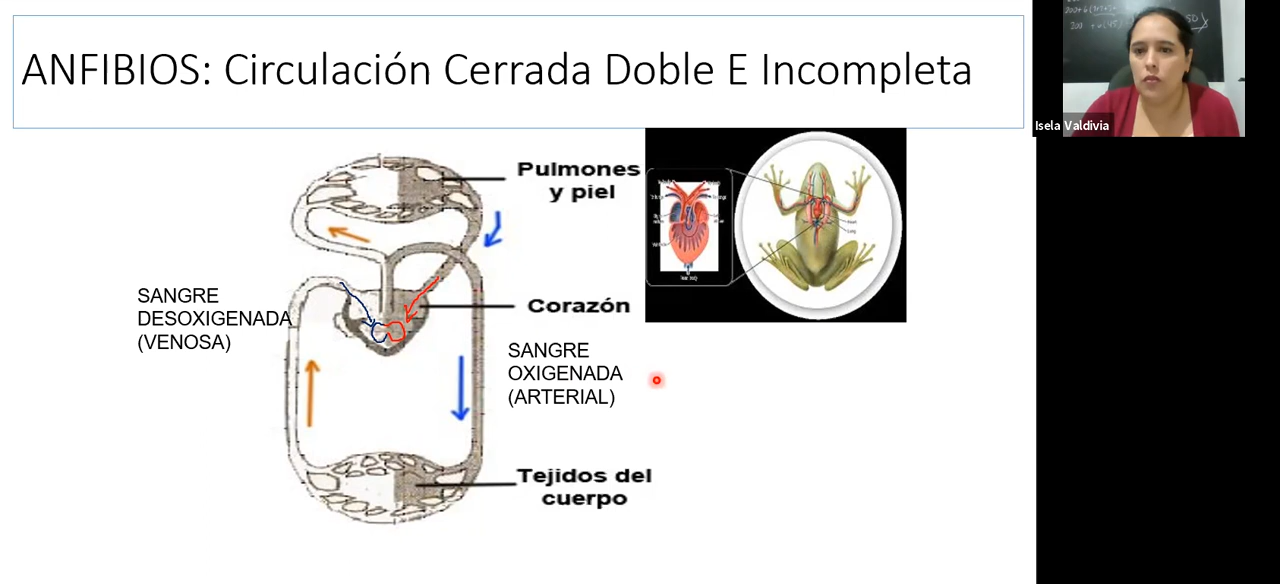 ANFIBIOS: Circulación Cerrada Doble E Incompleta
Isela Valdivia
Pulmones
y piel
SANGRE
DESOXIGENADA
(VENOSA)
Corazón
SANGRE
OXIGENADA
(ARTERIAL)
Tejidos del
cuerpo